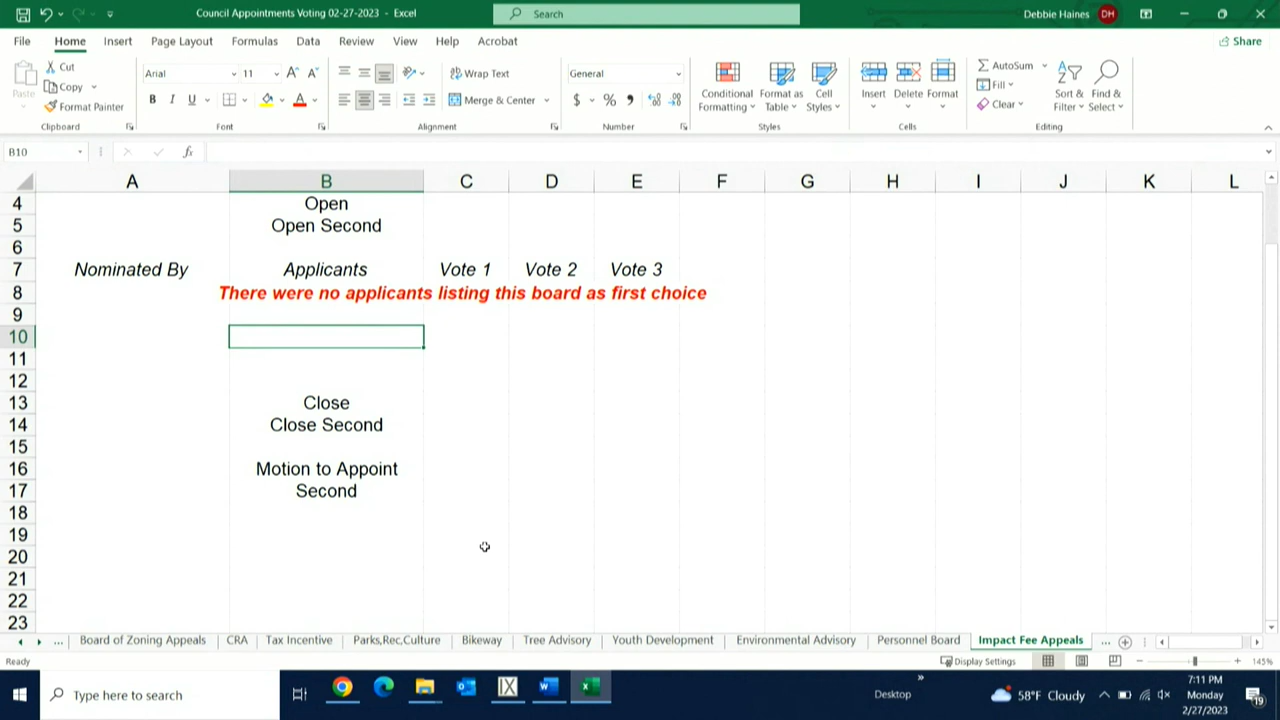 Council Appointments Voting 02-27-2023 - Excel
Search
Debbie Haines DH
File Home Insert Page Layout Formulas Data Review View Help Acrobat Share
Paste
Cut
Copy
Format Painter
Clipboard
Arial 11
B I U
Font
Wrap Text
Merge & Center
Alignment
General
$ % ,
Number
Conditional Formatting
Format as Table
Cell Styles
Styles
Insert Delete Format
Cells
AutoSum
Fill
Clear
Sort & Filter
Find & Select
Editing
B10 fx
A B C D E F G H I J K L
4 Open
5 Open Second
6
7 Nominated By Applicants Vote 1 Vote 2 Vote 3
8 There were no applicants listing this board as first choice
9
10
11
12
13 Close
14 Close Second
15
16 Motion to Appoint
17 Second
18
19
20
21
22
23
... Board of Zoning Appeals CRA Tax Incentive Parks,Rec,Culture Bikeway Tree Advisory Youth Development Environmental Advisory Personnel Board Impact Fee Appeals ...
Ready Display Settings 145%
Type here to search
Desktop
58°F Cloudy
7:11 PM
Monday
2/27/2023
19